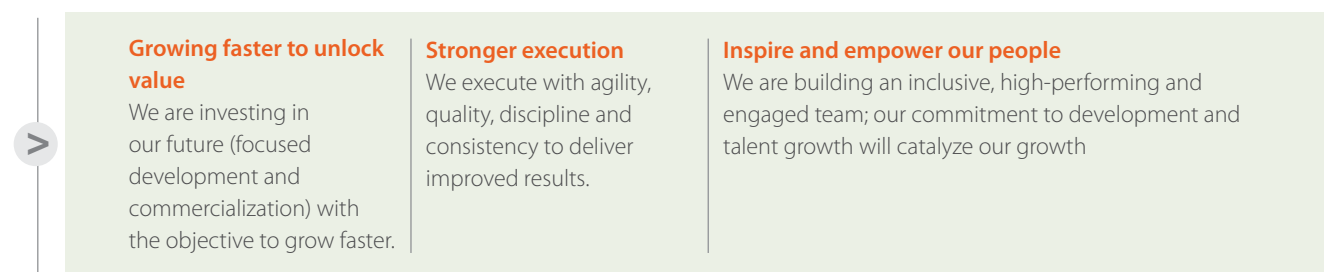 >
Growing faster to unlock
value
We are investing in
our future (focused
development and
commercialization) with
the objective to grow faster.
Stronger execution
We execute with agility,
quality, discipline and
consistency to deliver
improved results.
Inspire and empower our people
We are building an inclusive, high-performing and
engaged team; our commitment to development and
talent growth will catalyze our growth